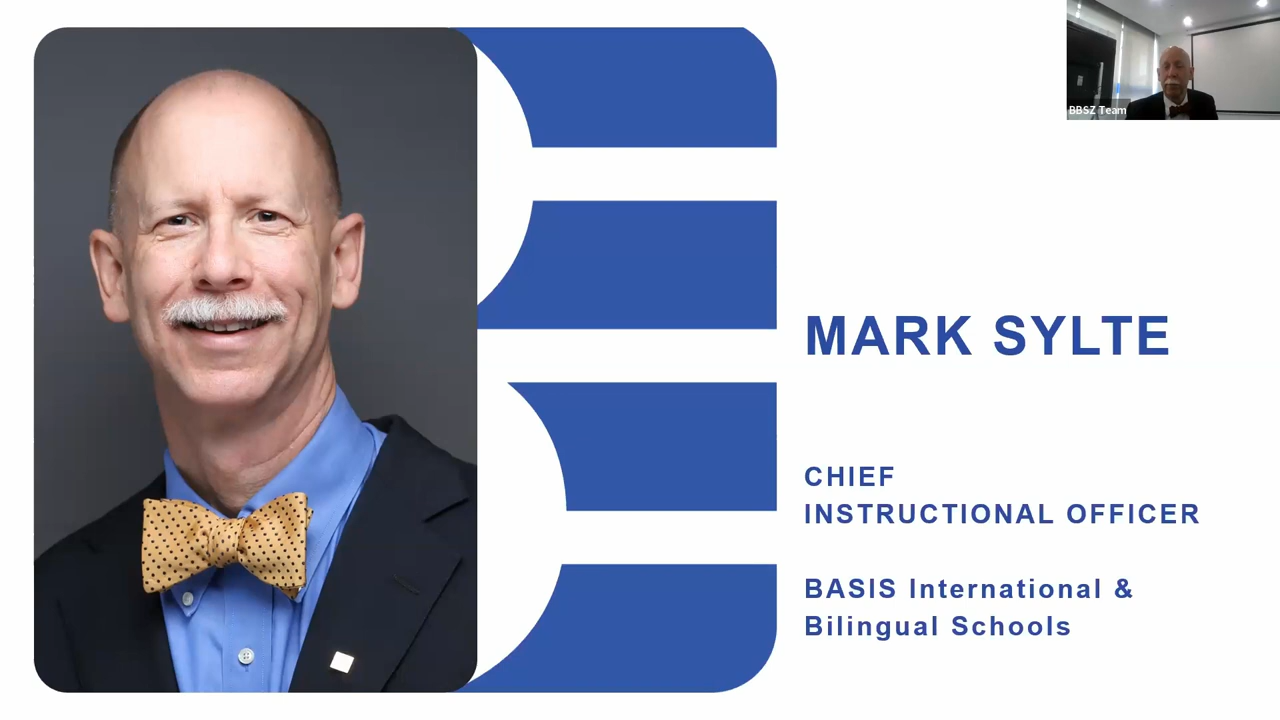 BBSZ Team
MARK SYLTE
CHIEF
INSTRUCTIONAL OFFICER
BASIS International &
Bilingual Schools